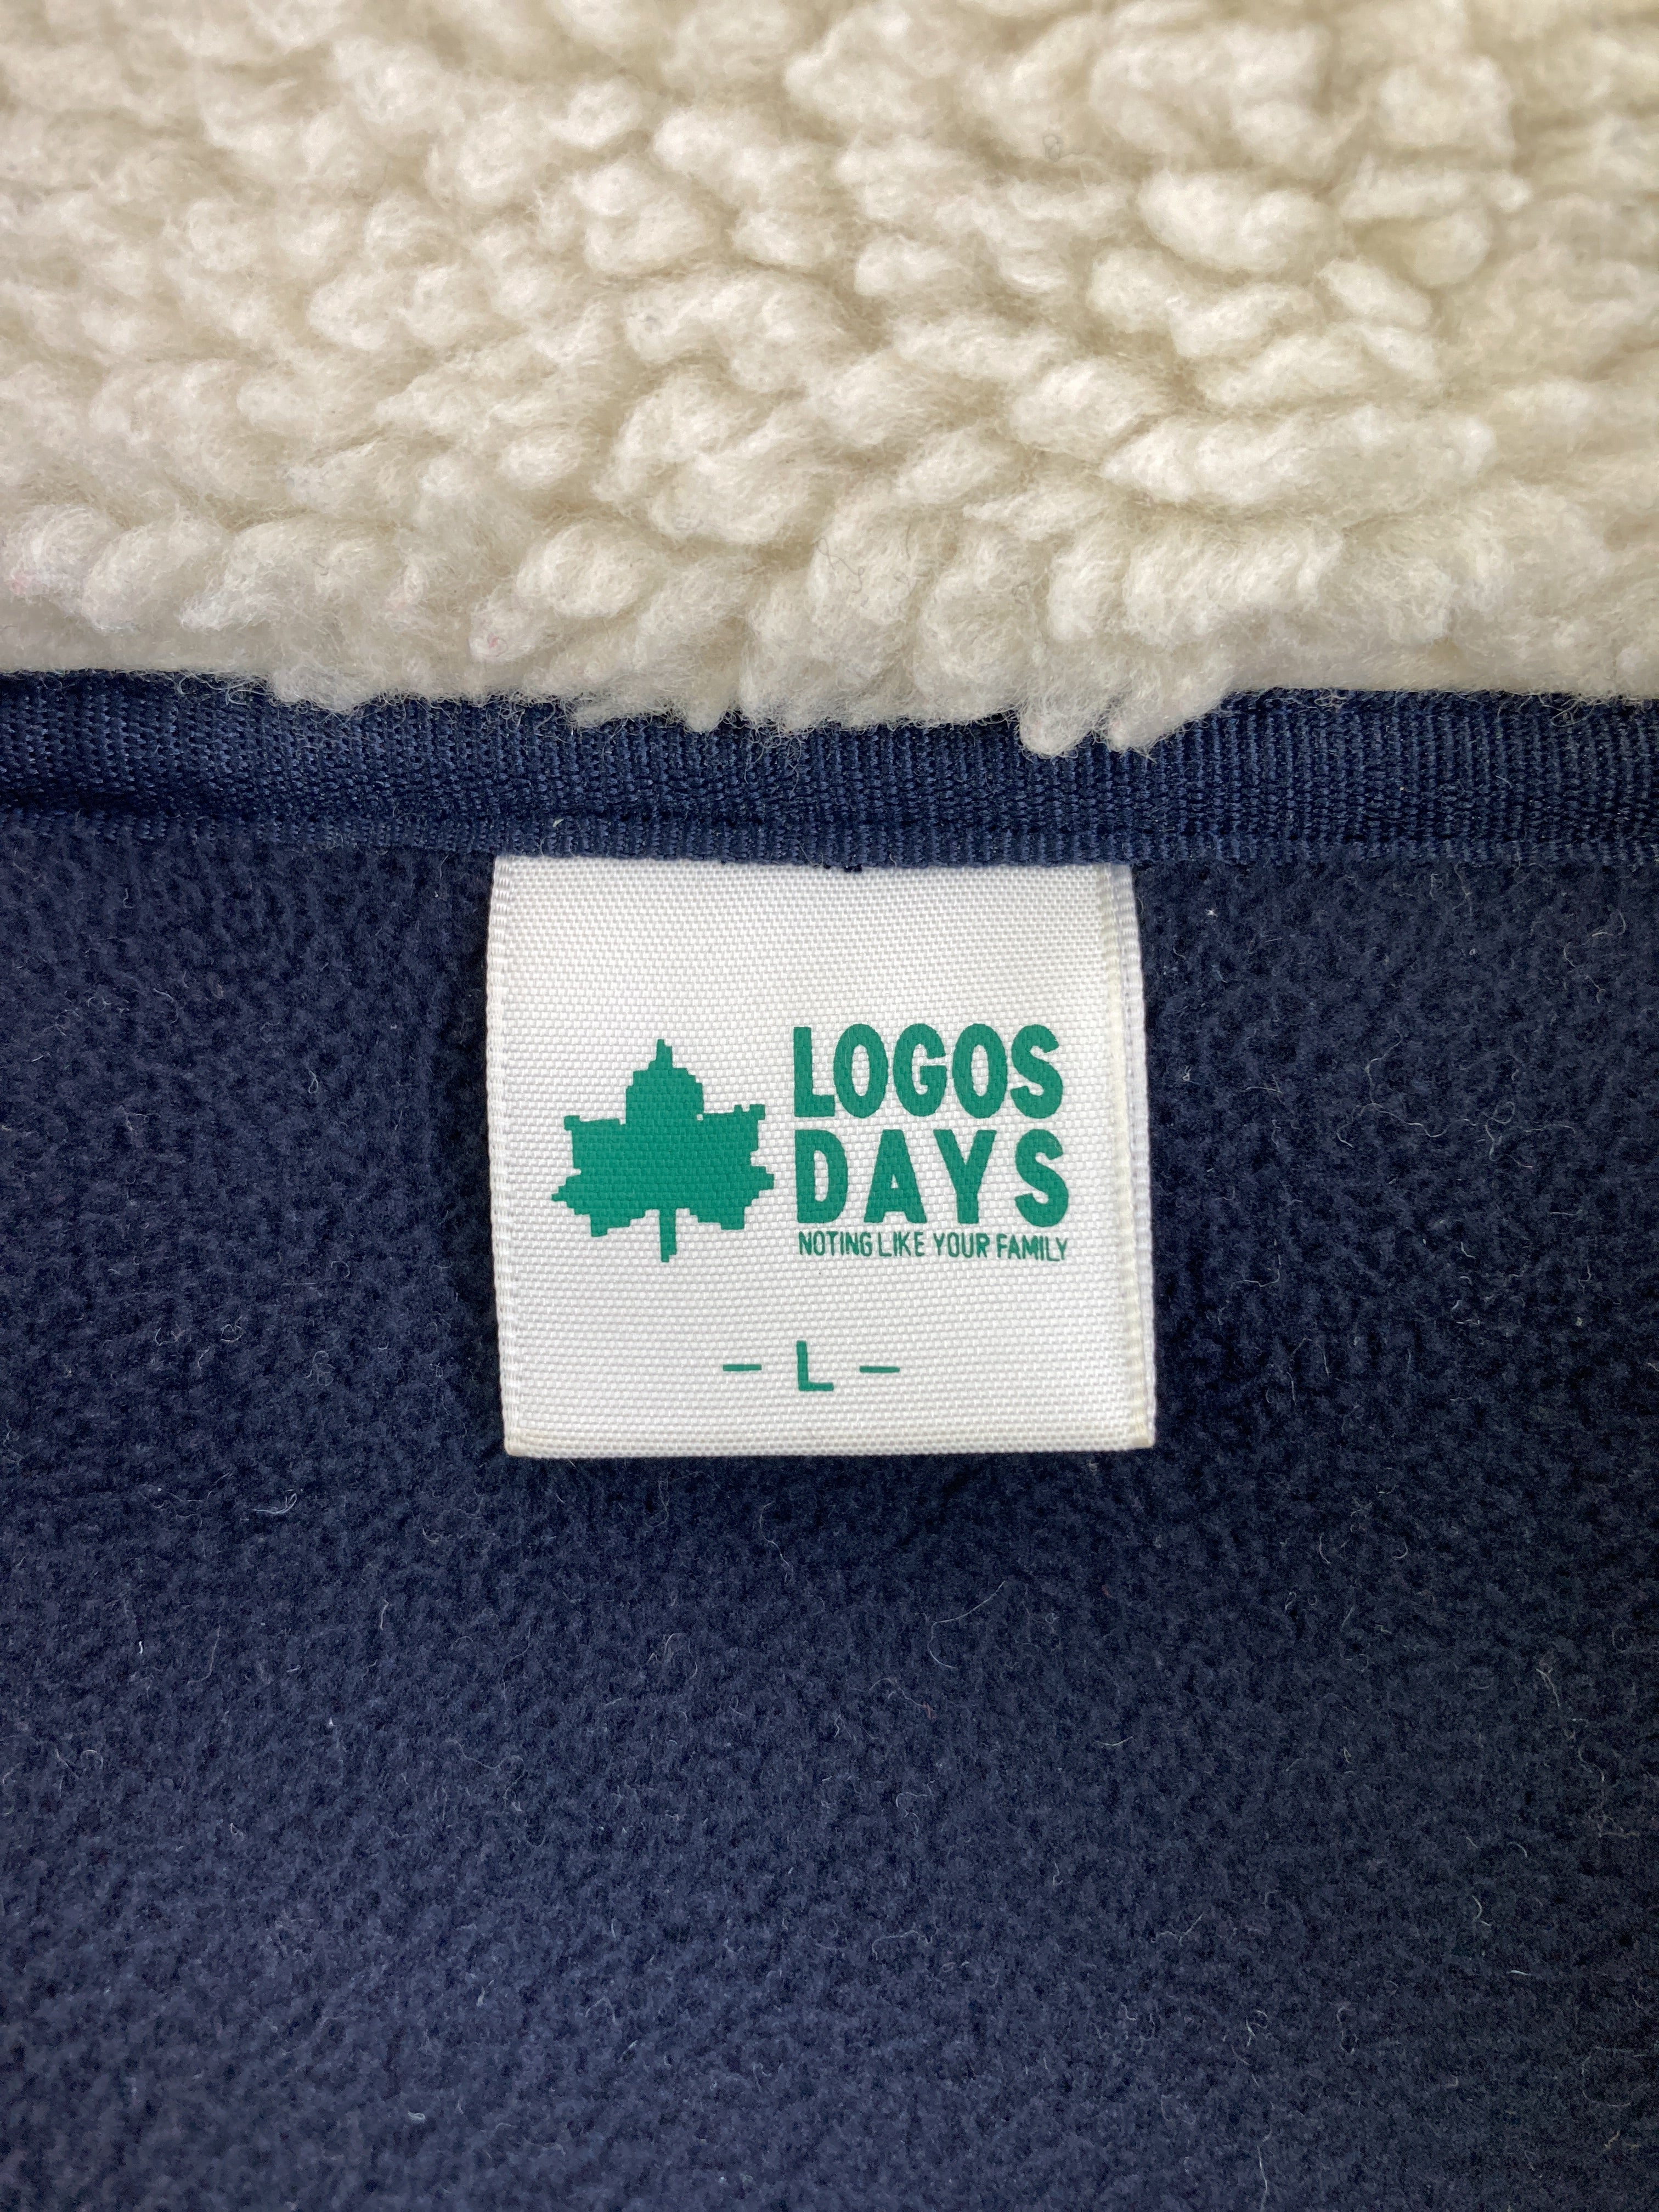 LOGOS
DAYS
NOTING LIKE YOUR FAMILY
- L -